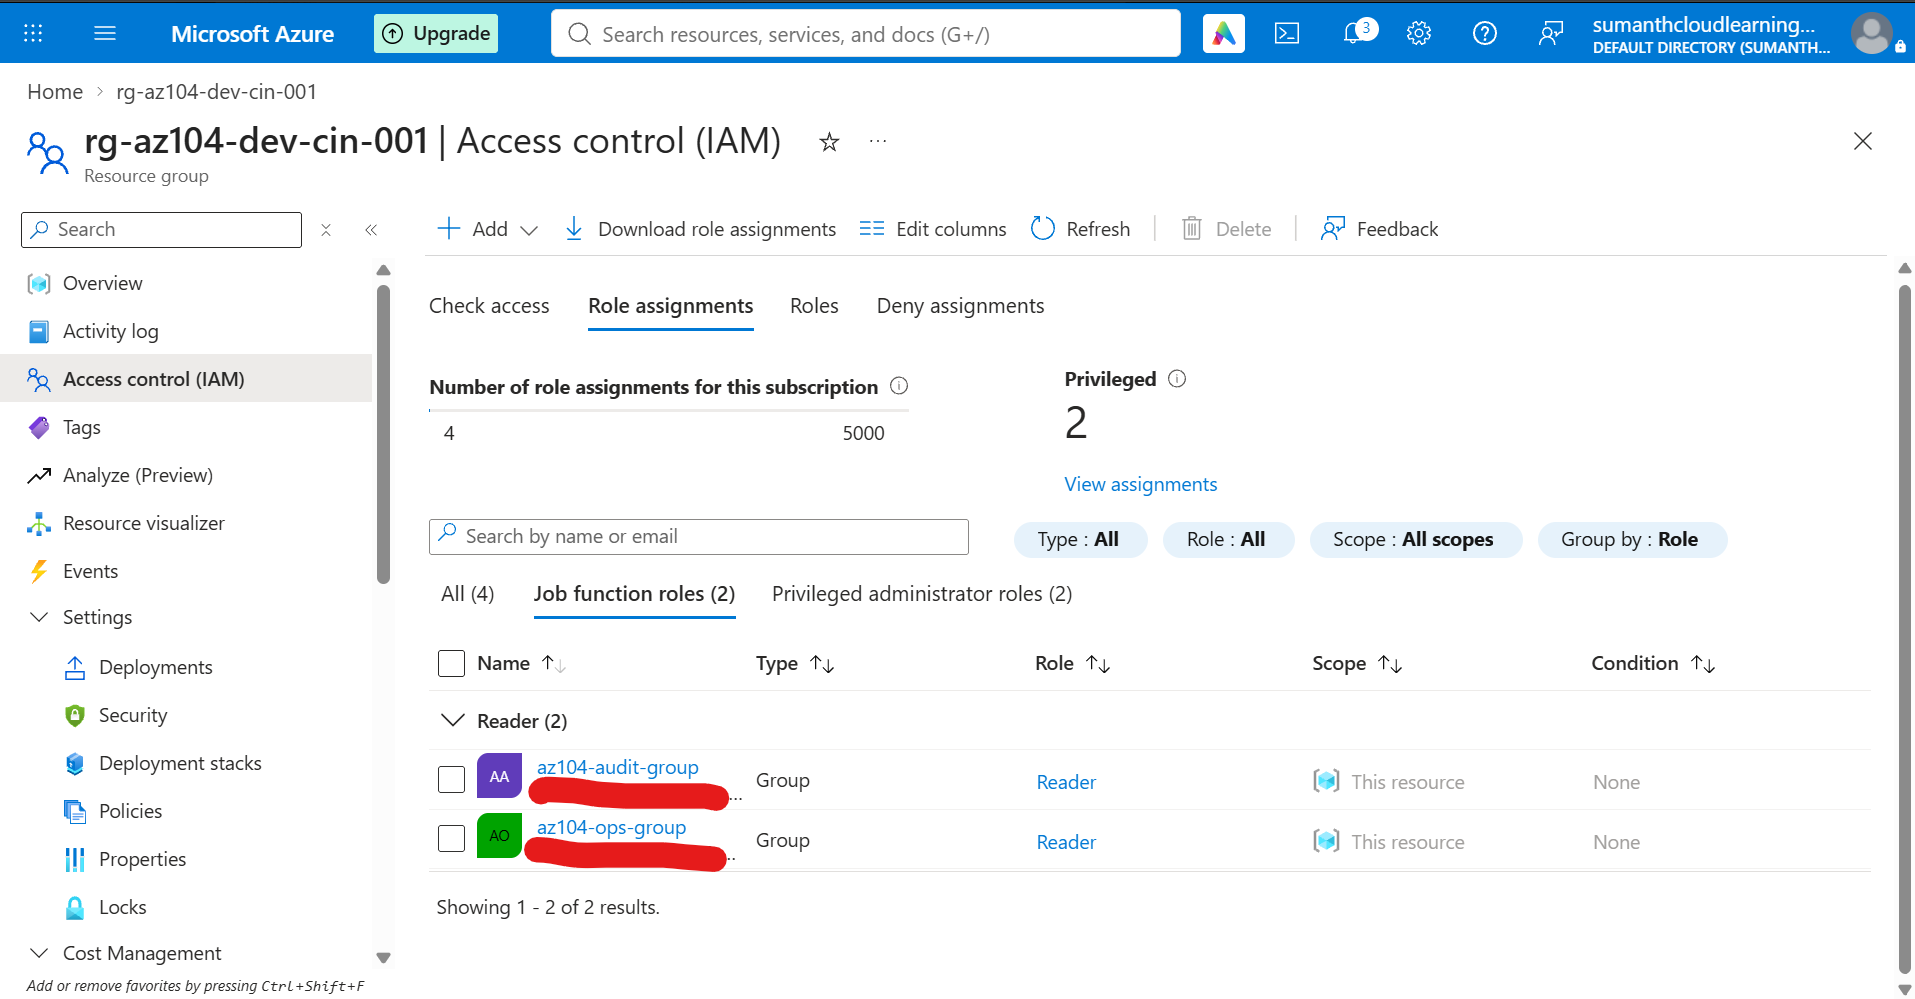 Microsoft Azure
Upgrade
Search resources, services, and docs (G+/)
3
sumanthcloudlearning...
DEFAULT DIRECTORY (SUMANTH...
Home > rg-az104-dev-cin-001
rg-az104-dev-cin-001 | Access control (IAM)
...
Resource group
Search
Add
Download role assignments
Edit columns
Refresh
Delete
Feedback
Overview
Activity log
Access control (IAM)
Tags
Analyze (Preview)
Resource visualizer
Events
Settings
Deployments
Security
Deployment stacks
Policies
Properties
Locks
Cost Management
Add or remove favorites by pressing Ctrl+Shift+F
Check access
Role assignments
Roles
Deny assignments
Number of role assignments for this subscription
4
5000
Privileged
2
View assignments
Search by name or email
Type : All
Role : All
Scope : All scopes
Group by : Role
All (4)
Job function roles (2)
Privileged administrator roles (2)
Name
Type
Role
Scope
Condition
Reader (2)
AA
az104-audit-group
...
Group
Reader
This resource
None
AO
az104-ops-group
..
Group
Reader
This resource
None
Showing 1 - 2 of 2 results.